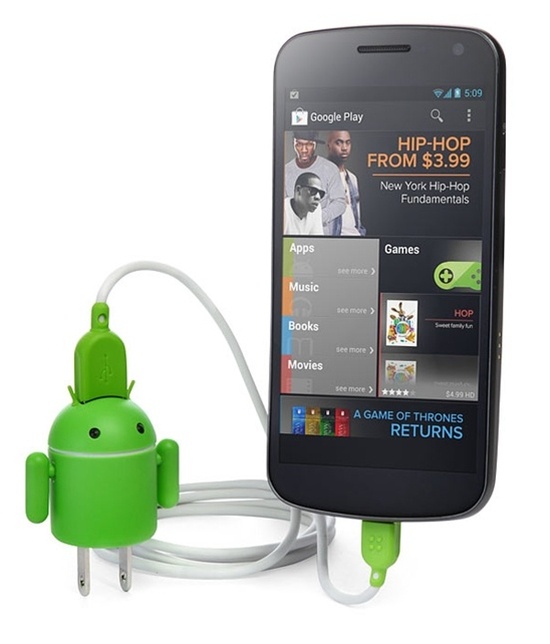 5:09
Google Play
HIP-HOP
FROM $3.99
New York Hip-Hop
Fundamentals
Apps
see more
Games
Music
see more
HOP
Sweet family fun
Books
see more
Movies
see more
$4.99 HD
A GAME OF THRONES
RETURNS